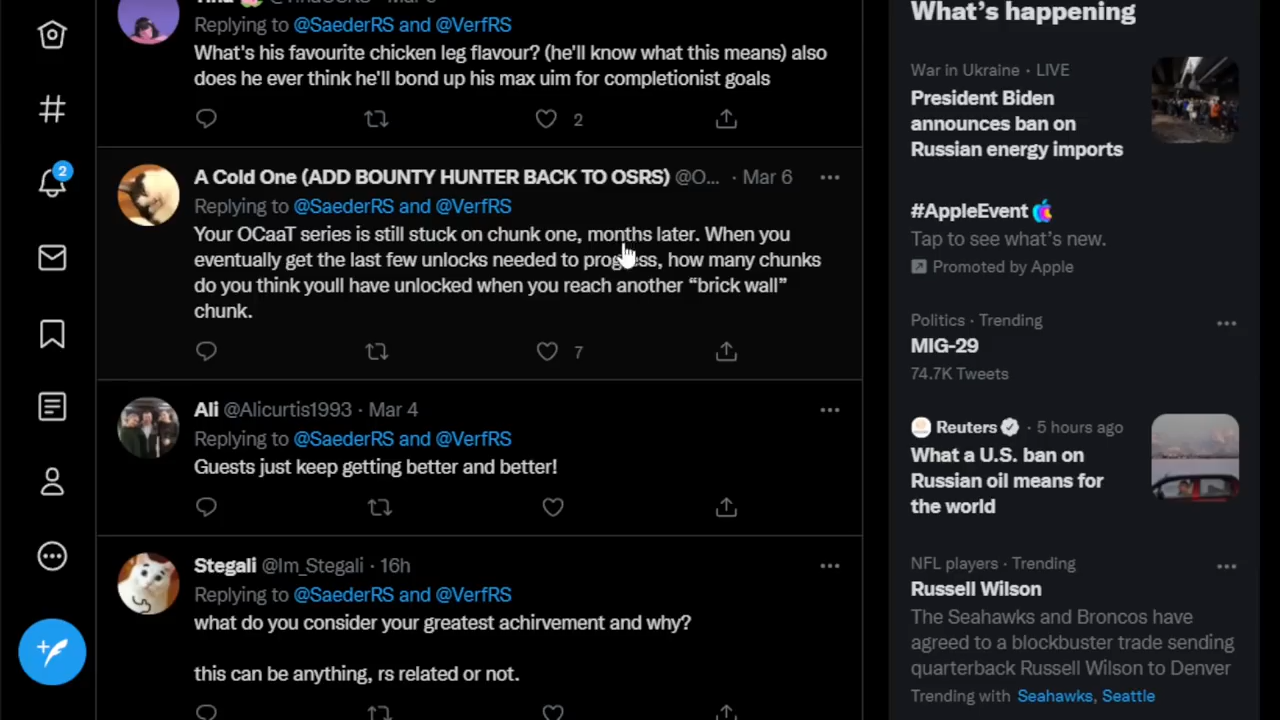 Replying to @SaederRS and @VerfRS
What's his favourite chicken leg flavour? (he'll know what this means) also
does he ever think he'll bond up his max uim for completionist goals
2
A Cold One (ADD BOUNTY HUNTER BACK TO OSRS) @O... · Mar 6
Replying to @SaederRS and @VerfRS
Your OCaaT series is still stuck on chunk one, months later. When you
eventually get the last few unlocks needed to progress, how many chunks
do you think youll have unlocked when you reach another “brick wall”
chunk.
7
Ali @Alicurtis1993 · Mar 4
Replying to @SaederRS and @VerfRS
Guests just keep getting better and better!
Stegali @Im_Stegali · 16h
Replying to @SaederRS and @VerfRS
what do you consider your greatest achirvement and why?
this can be anything, rs related or not.
2
What's happening
War in Ukraine · LIVE
President Biden
announces ban on
Russian energy imports
#AppleEvent
Tap to see what's new.
Promoted by Apple
Politics · Trending
MIG-29
74.7K Tweets
Reuters · 5 hours ago
What a U.S. ban on
Russian oil means for
the world
NFL players · Trending
Russell Wilson
The Seahawks and Broncos have
agreed to a blockbuster trade sending
quarterback Russell Wilson to Denver
Trending with Seahawks, Seattle